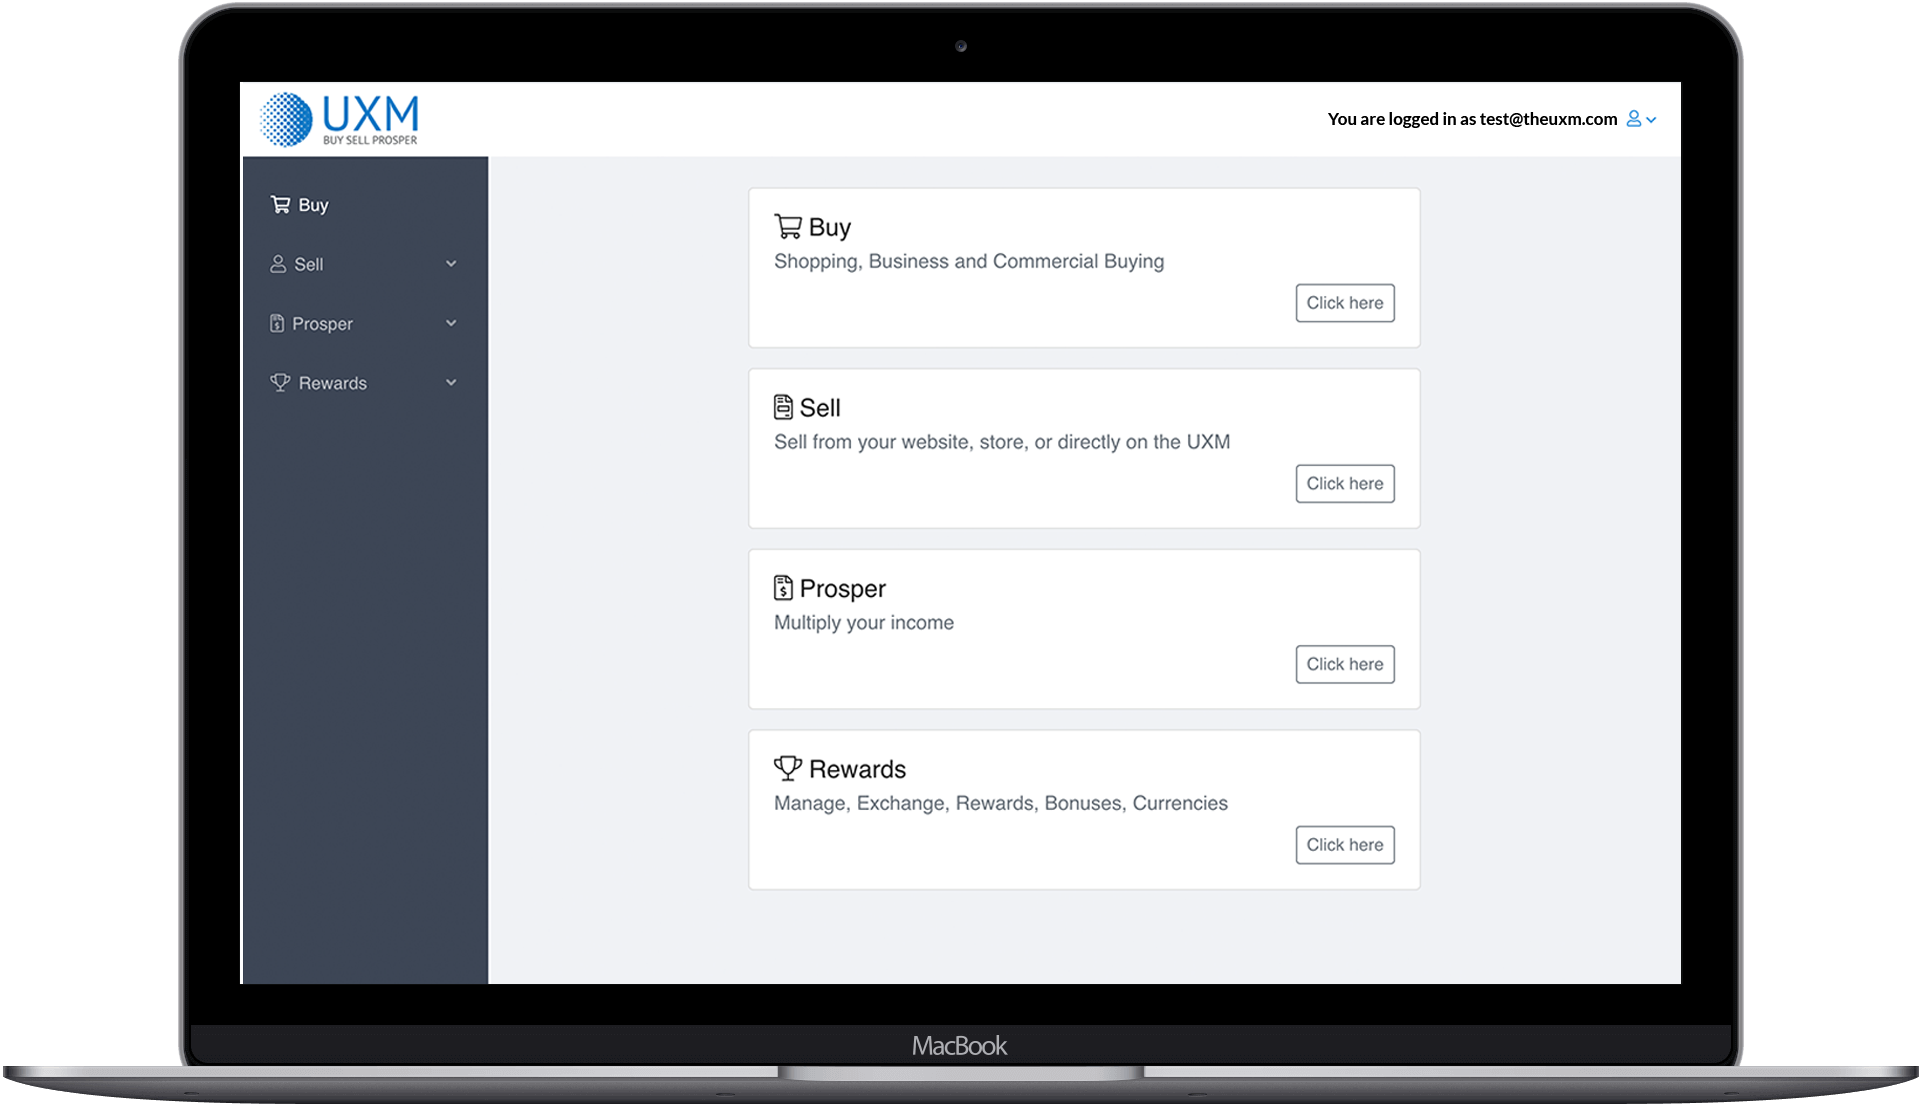 UXM
BUY SELL PROSPER
You are logged in as test@theuxm.com
Buy
Sell
Prosper
Rewards
Buy
Shopping, Business and Commercial Buying
Click here
Sell
Sell from your website, store, or directly on the UXM
Click here
Prosper
Multiply your income
Click here
Rewards
Manage, Exchange, Rewards, Bonuses, Currencies
Click here
MacBook